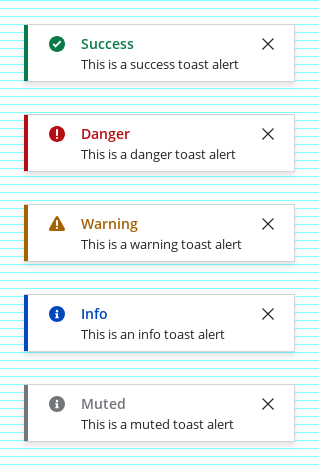 Success
This is a success toast alert
Danger
This is a danger toast alert
Warning
This is a warning toast alert
Info
This is an info toast alert
Muted
This is a muted toast alert